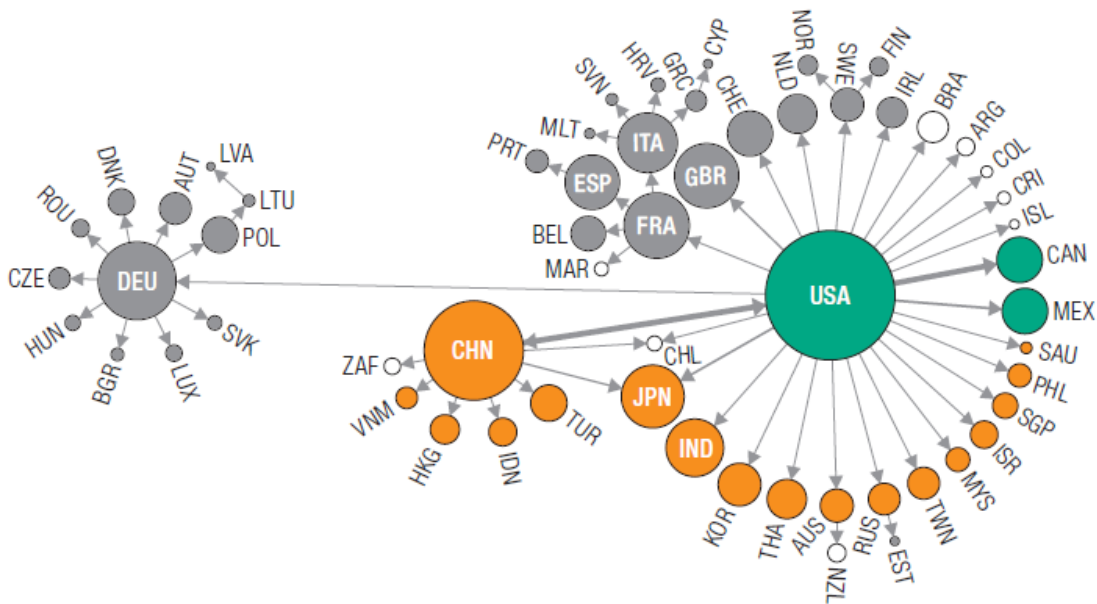 NOR
SWE
FIN
CYP
HRV
GRC
SVN
CHE
NLD
IRL
BRA
ARG
MLT
ITA
PRT
ESP
GBR
COL
CRI
ISL
LVA
DNK
AUT
LTU
ROU
POL
BEL
FRA
MAR
CAN
CZE
DEU
USA
MEX
HUN
SVK
BGR
LUX
CHN
ZAF
CHL
SAU
PHL
VNM
TUR
JPN
SGP
HKG
IDN
IND
ISR
MYS
KOR
THA
AUS
RUS
TWN
NZL
EST